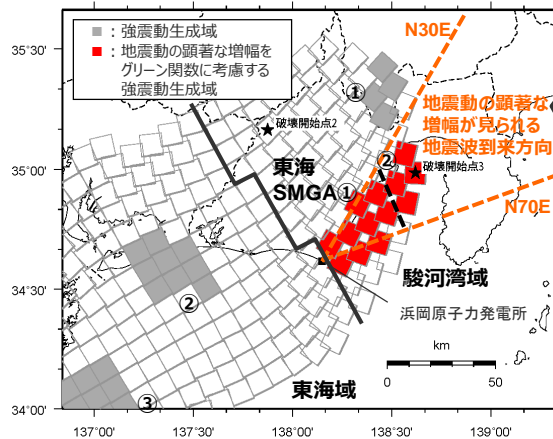 ：強震動生成域
：地震動の顕著な増幅を
グリーン関数に考慮する
強震動生成域
N30E
地震動の顕著な
増幅が見られる
地震波到来方向
N70E
①
②
破壊開始点2
破壊開始点3
東海
SMGA①
駿河湾域
浜岡原子力発電所
②
東海域
③
km
0
50
35°30'
35°00'
34°30'
34°00'
137°00'
137°30'
138°00'
138°30'
139°00'